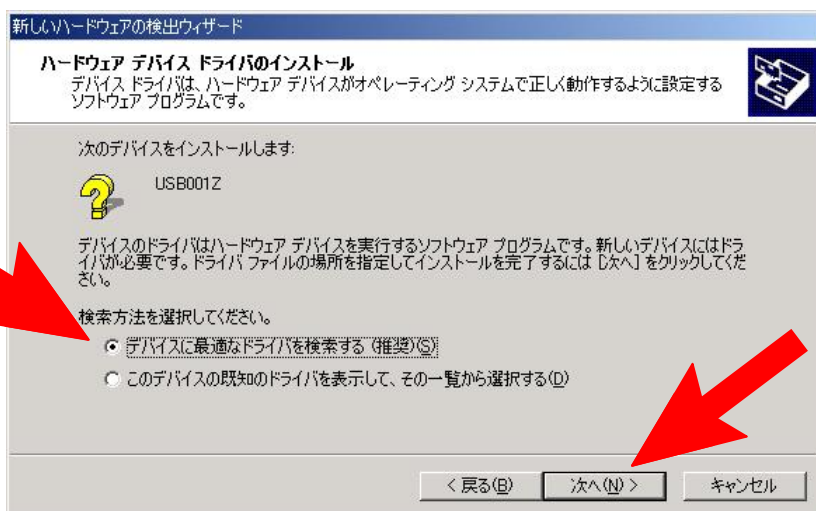 新しいハードウェアの検出ウィザード
ハードウェア デバイス ドライバのインストール
デバイス ドライバは、ハードウェア デバイスがオペレーティング システムで正しく動作するように設定する
ソフトウェア プログラムです。
次のデバイスをインストールします:
USB001Z
デバイスのドライバはハードウェア デバイスを実行するソフトウェア プログラムです。新しいデバイスにはドラ
イバが必要です。ドライバ ファイルの場所を指定してインストールを完了するには [次へ] をクリックしてくだ
さい。
検索方法を選択してください。
デバイスに最適なドライバを検索する (推奨)(S)
このデバイスの既知のドライバを表示して、その一覧から選択する(D)
< 戻る(B) 次へ(N) > キャンセル